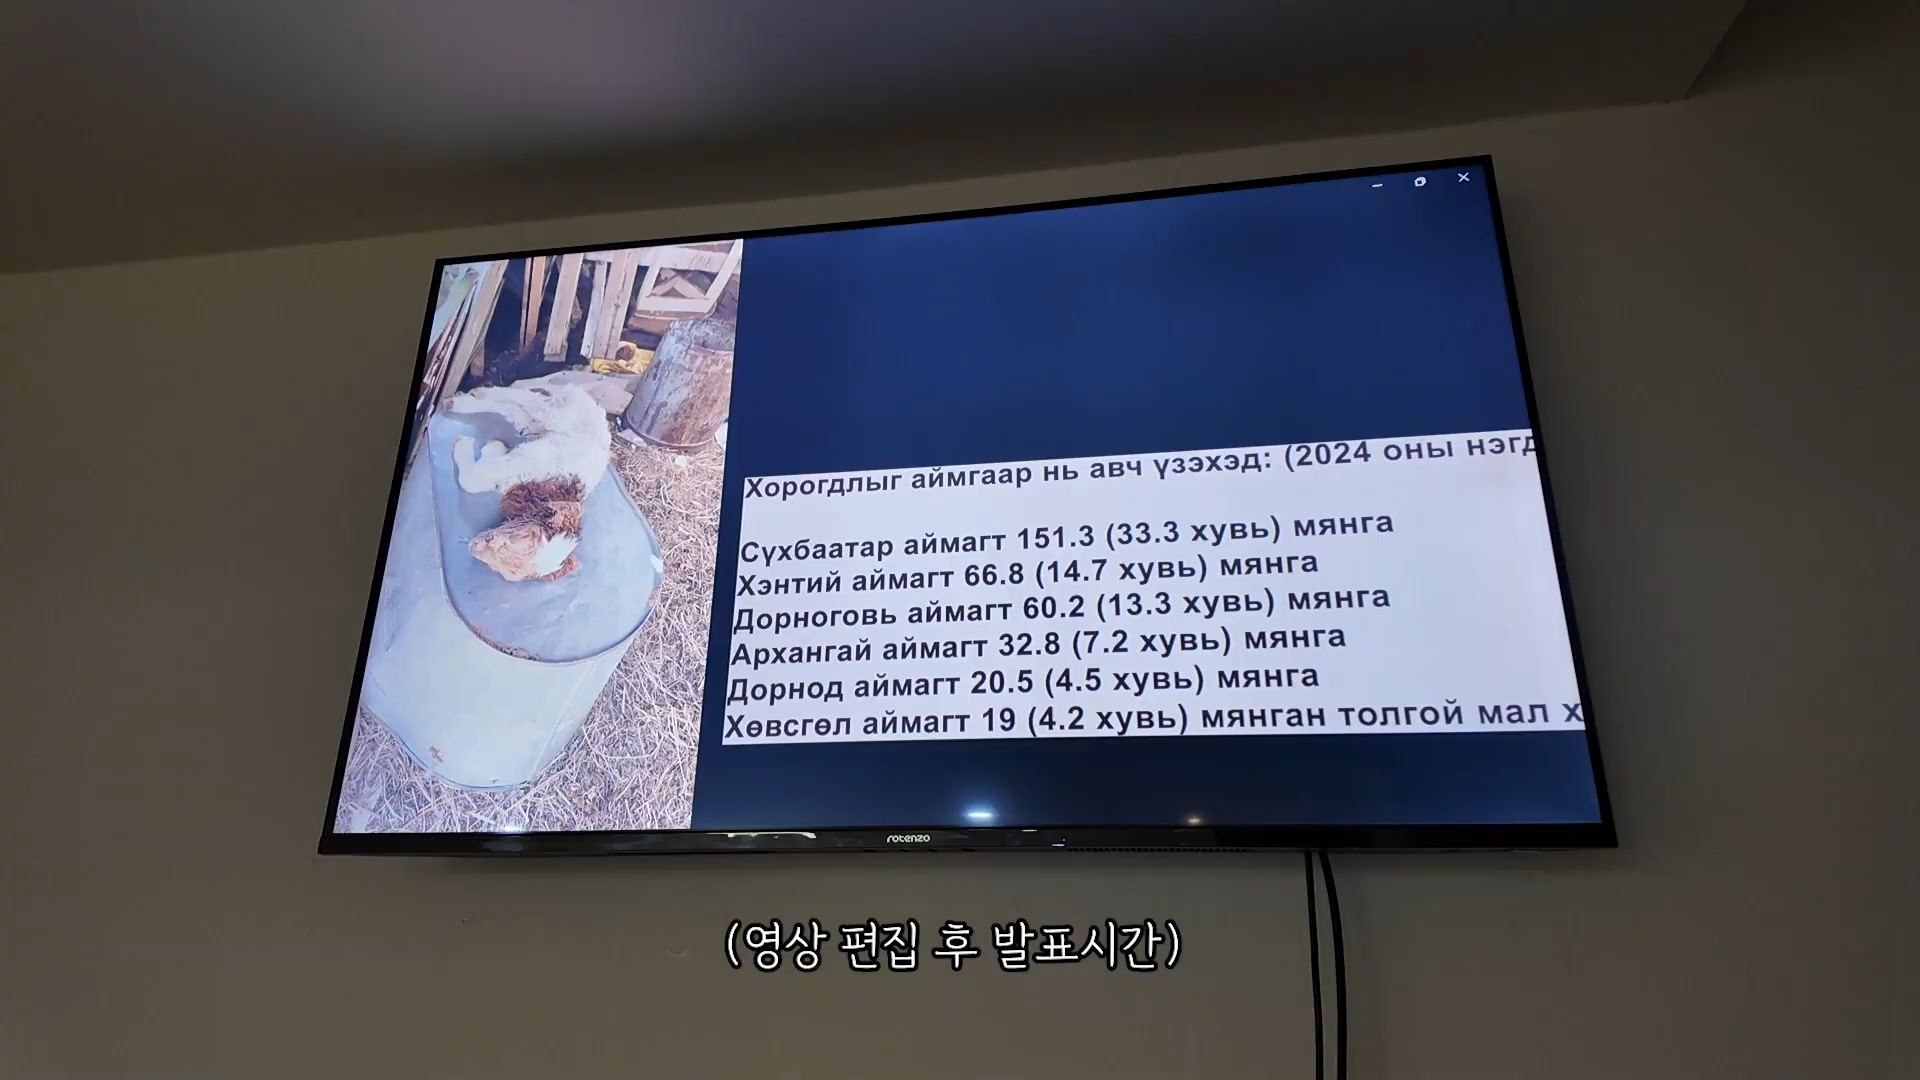 Хорогдлыг аймгаар нь авч үзэхэд: (2024 оны нэгд
Сүхбаатар аймагт 151.3 (33.3 хувь) мянга
Хэнтий аймагт 66.8 (14.7 хувь) мянга
Дорноговь аймагт 60.2 (13.3 хувь) мянга
Архангай аймагт 32.8 (7.2 хувь) мянга
Дорнод аймагт 20.5 (4.5 хувь) мянга
Хөвсгөл аймагт 19 (4.2 хувь) мянган толгой мал х
rotenzo
(영상 편집 후 발표시간)